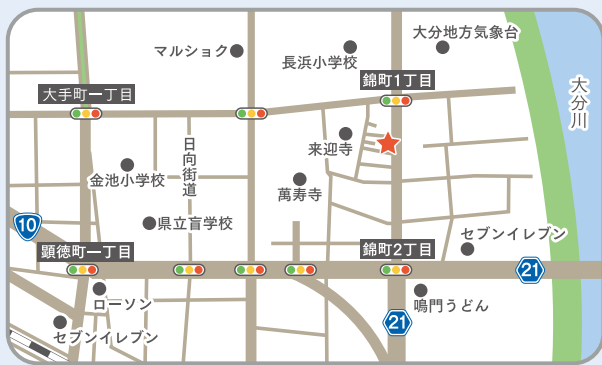 大分地方気象台
マルショク
長浜小学校
大分川
大手町一丁目
錦町1丁目
日向街道
来迎寺
金池小学校
萬寿寺
県立盲学校
10
セブンイレブン
顕徳町一丁目
錦町2丁目
21
ローソン
鳴門うどん
21
セブンイレブン